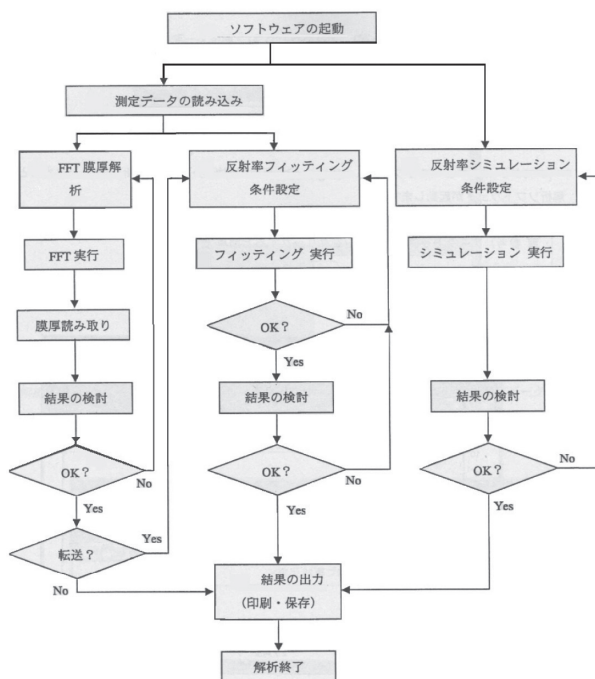 ソフトウェアの起動
測定データの読み込み
FFT 膜厚解
析
反射率フィッティング
条件設定
反射率シミュレーション
条件設定
FFT 実行
フィッティング 実行
シミュレーション 実行
膜厚読み取り
OK？
No
Yes
結果の検討
結果の検討
結果の検討
OK？
No
OK？
No
OK？
No
Yes
Yes
Yes
転送？
Yes
No
結果の出力
（印刷・保存）
解析終了